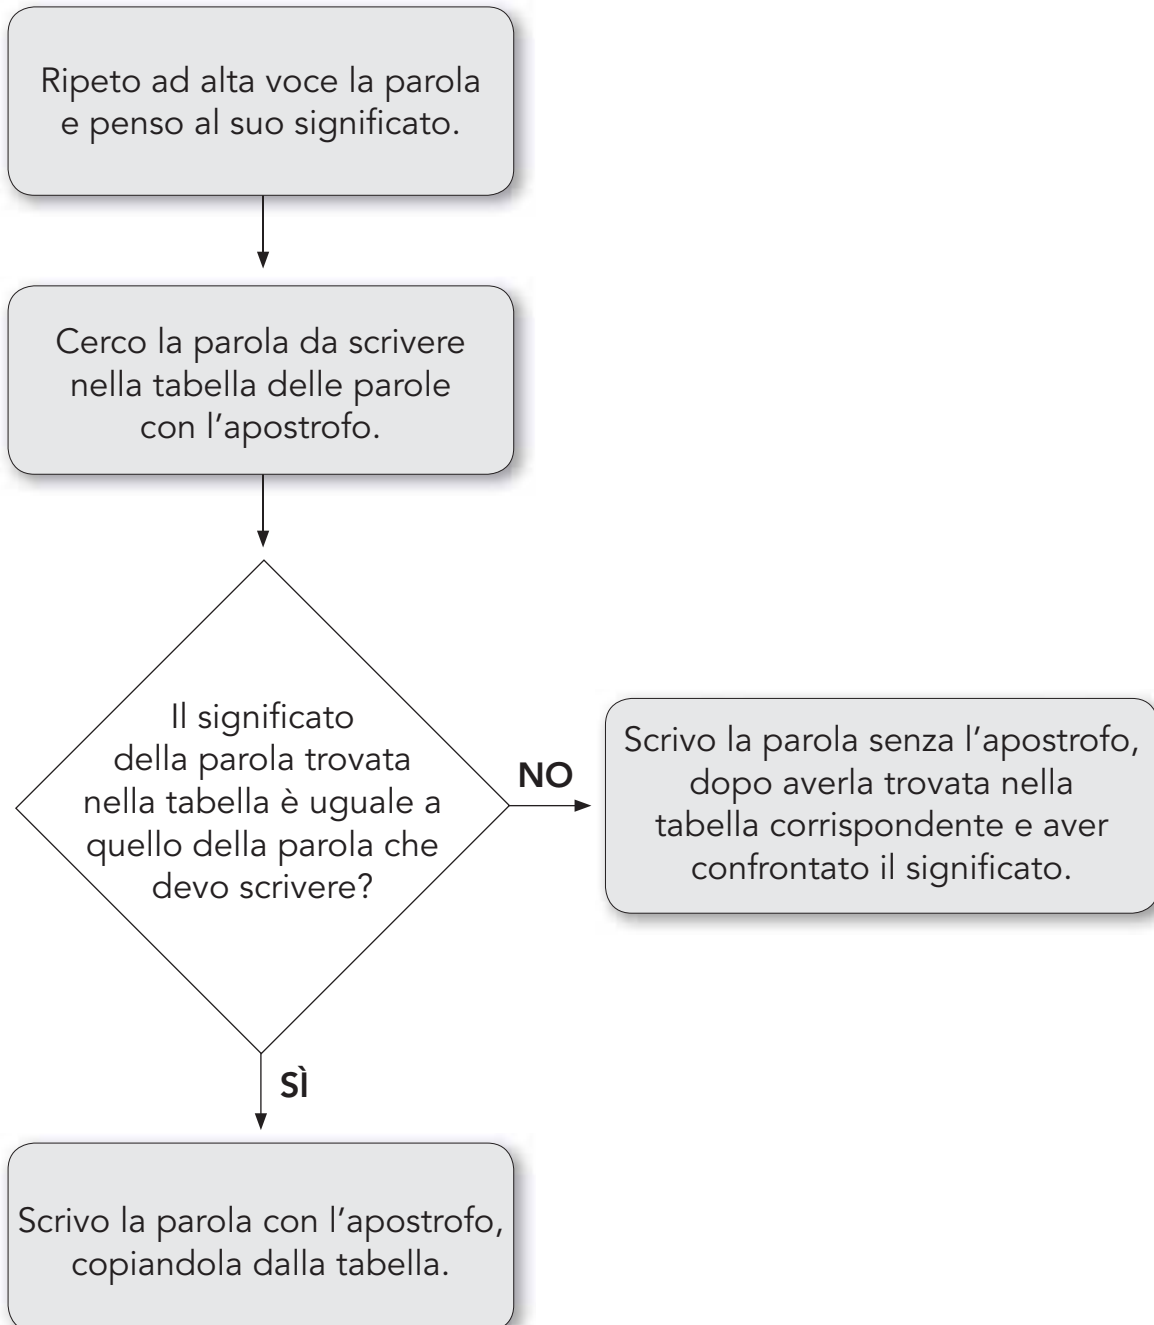 Ripeto ad alta voce la parola
e penso al suo significato.
Cerco la parola da scrivere
nella tabella delle parole
con l’apostrofo.
Il significato
della parola trovata
nella tabella è uguale a
quello della parola che
devo scrivere?
NO
Scrivo la parola senza l’apostrofo,
dopo averla trovata nella
tabella corrispondente e aver
confrontato il significato.
SÌ
Scrivo la parola con l’apostrofo,
copiandola dalla tabella.